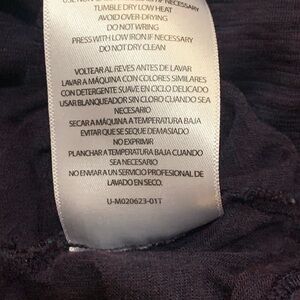 IF NECESSARY
TUMBLE DRY LOW HEAT
AVOID OVER-DRYING
DO NOT WRING
PRESS WITH LOW IRON IF NECESSARY
DO NOT DRY CLEAN
VOLTEAR AL REVES ANTES DE LAVAR
LAVAR A MÁQUINA CON COLORES SIMILARES
CON DETERGENTE SUAVE EN CICLO DELICADO
USAR BLANQUEADOR SIN CLORO CUANDO SEA
NECESARIO
SECAR A MÁQUINA A TEMPERATURA BAJA
EVITAR QUE SE SEQUE DEMASIADO
NO EXPRIMIR
PLANCHAR A TEMPERATURA BAJA CUANDO
SEA NECESARIO
NO ENVIAR A UN SERVICIO PROFESIONAL DE
LAVADO EN SECO.
U-M020623-01T